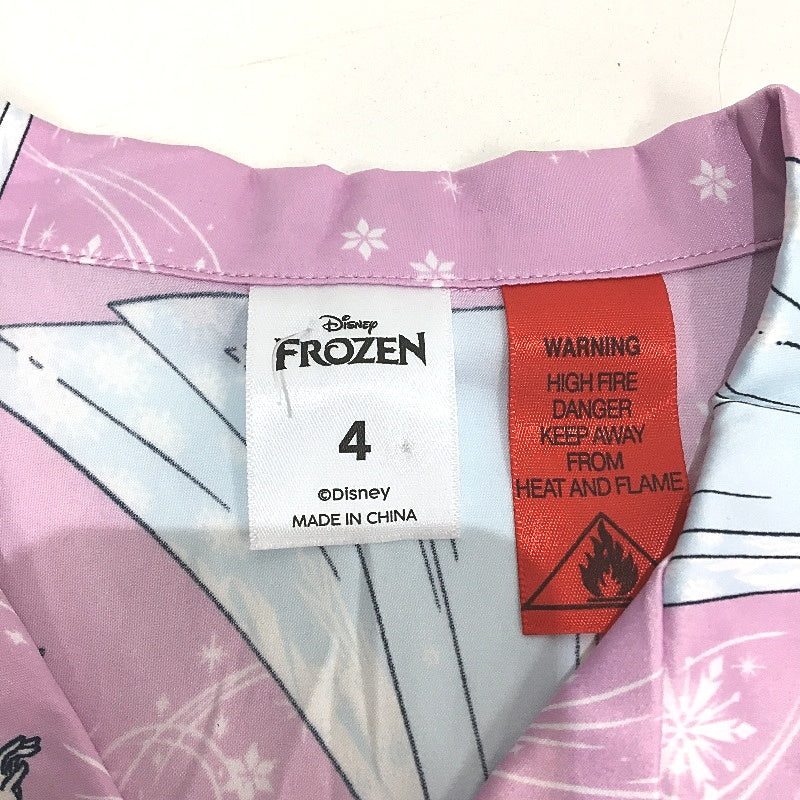 Disney
FROZEN
4
©Disney
MADE IN CHINA
WARNING
HIGH FIRE
DANGER
KEEP AWAY
FROM
HEAT AND FLAME